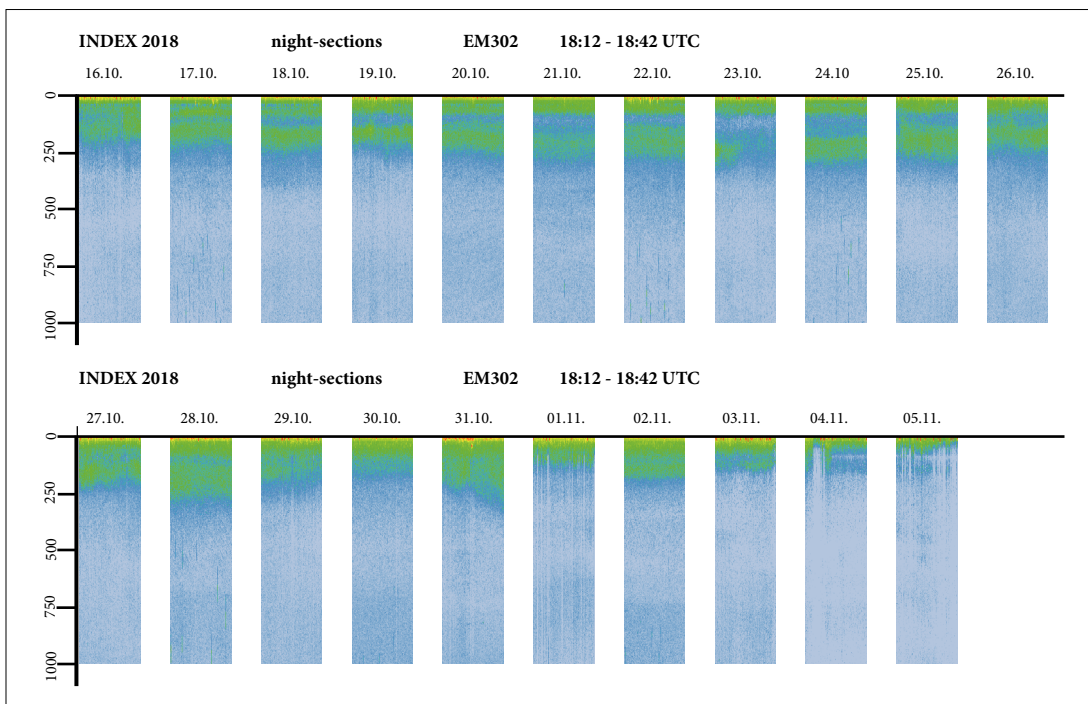 INDEX 2018 night-sections EM302 18:12 - 18:42 UTC
16.10. 17.10. 18.10. 19.10. 20.10. 21.10. 22.10. 23.10. 24.10 25.10. 26.10.
0
250
500
750
1000
INDEX 2018 night-sections EM302 18:12 - 18:42 UTC
27.10. 28.10. 29.10. 30.10. 31.10. 01.11. 02.11. 03.11. 04.11. 05.11.
0
250
500
750
1000